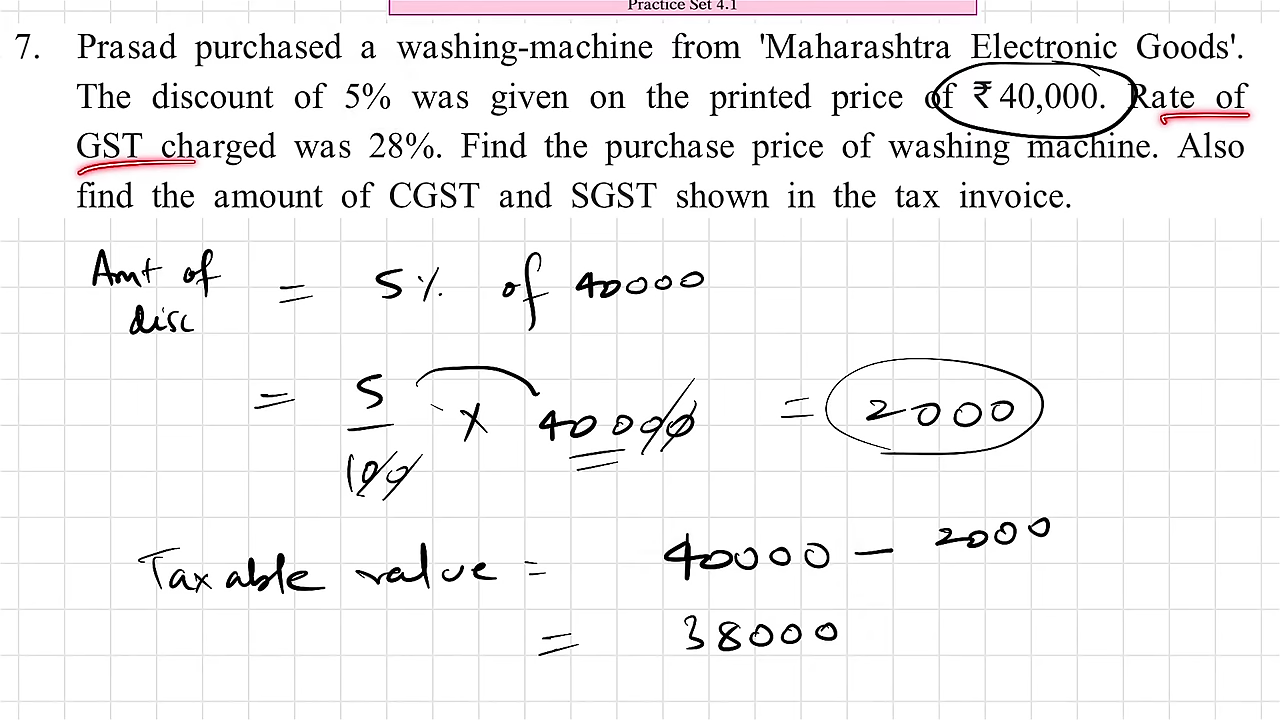 Practice Set 4.1
7. Prasad purchased a washing-machine from 'Maharashtra Electronic Goods'.
The discount of 5% was given on the printed price of ₹ 40,000. Rate of
GST charged was 28%. Find the purchase price of washing machine. Also
find the amount of CGST and SGST shown in the tax invoice.
Amt of disc = 5% of 40000
= 5/100 × 40000 = 2000
Taxable value = 40000 - 2000
= 38000